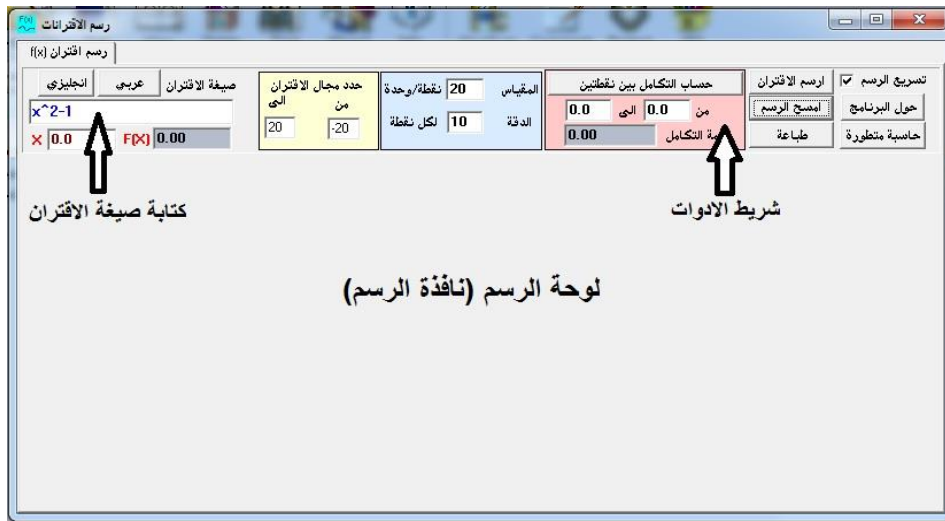 رسم الاقترانات
رسم اقتران f(x)
تسريع الرسم
ارسم الاقتران
حساب التكامل بين نقطتين
المقياس 20 نقطة/وحدة
حدد مجال الاقتران
صيغة الاقتران عربي انجليزي
حول البرنامج
امسح الرسم
من 0.0 الى 0.0
من الى
x^2-1
الدقة 10 لكل نقطة
-20 20
حاسبة متطورة
طباعة
مة التكامل 0.00
X 0.0 F(X) 0.00
كتابة صيغة الاقتران
شريط الادوات
لوحة الرسم (نافذة الرسم)